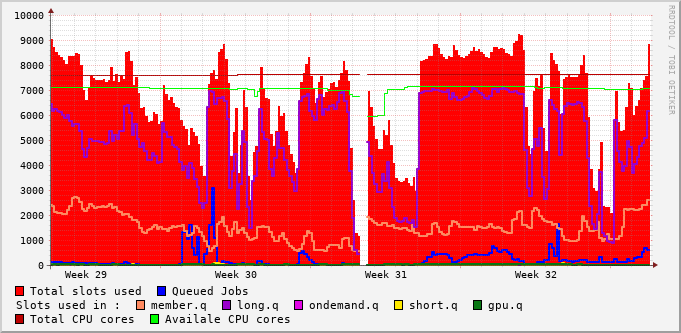 10000
9000
8000
7000
6000
5000
4000
3000
2000
1000
0
Week 29 Week 30 Week 31 Week 32
RRDTOOL / TOBI OETIKER
Total slots used Queued Jobs
Slots used in : member.q long.q ondemand.q short.q gpu.q
Total CPU cores Availale CPU cores